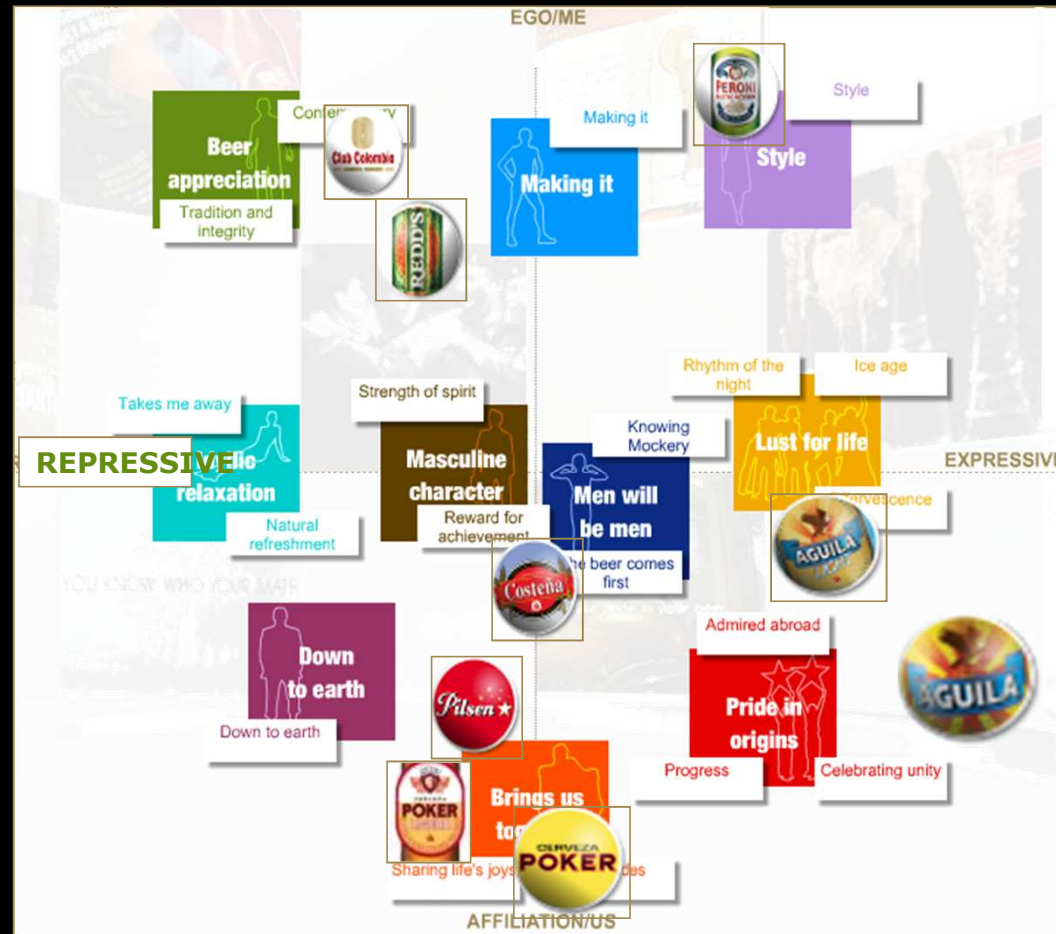 EGO/ME
PERONI
Style
Style
Making it
Making it
Beer
appreciation
Club Colombia
Tradition and
integrity
REDD'S
Rhythm of the
night
Ice age
Lust for life
Strength of spirit
Masculine
character
Reward for
achievement
Takes me away
REPRESSIVE
relaxation
Natural
refreshment
Knowing
Mockery
Men will
be men
beer comes
first
EXPRESSIVE
AGUILA
LIGHT
Costeña
Admired abroad
Pride in
origins
Progress
Celebrating unity
AGUILA
Down
to earth
Down to earth
Pilsen
Brings us
POKER
CERVEZA
POKER
Sharing life's joys
AFFILIATION/US